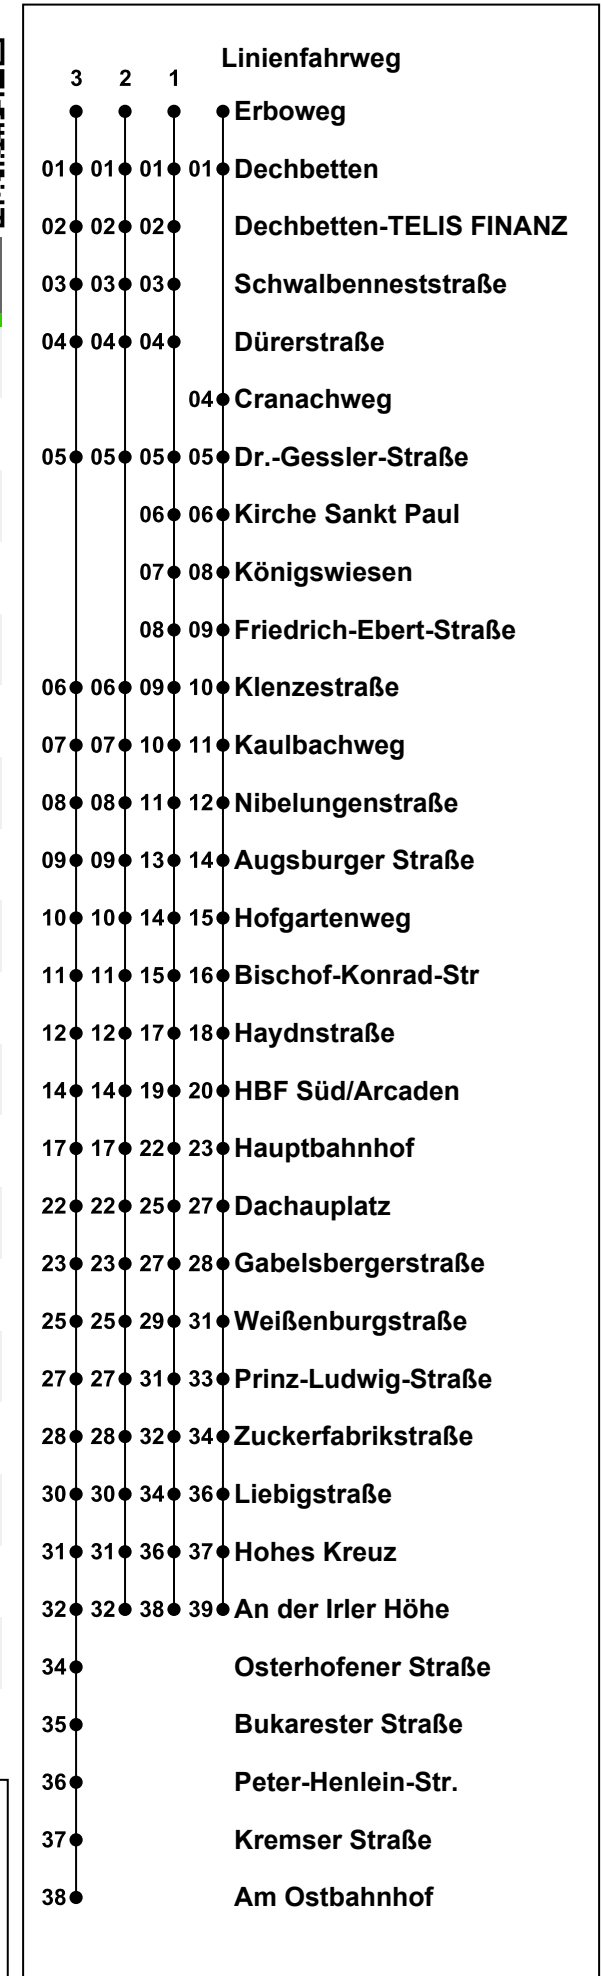 Linienfahrweg
3 2 1
Erboweg
01 01 01 01 Dechbetten
02 02 02 Dechbetten-TELIS FINANZ
03 03 03 Schwalbenneststraße
04 04 04 Dürerstraße
04 Cranachweg
05 05 05 05 Dr.-Gessler-Straße
06 06 Kirche Sankt Paul
07 08 Königswiesen
08 09 Friedrich-Ebert-Straße
06 06 09 10 Klenzestraße
07 07 10 11 Kaulbachweg
08 08 11 12 Nibelungenstraße
09 09 13 14 Augsburger Straße
10 10 14 15 Hofgartenweg
11 11 15 16 Bischof-Konrad-Str
12 12 17 18 Haydnstraße
14 14 19 20 HBF Süd/Arcaden
17 17 22 23 Hauptbahnhof
22 22 25 27 Dachauplatz
23 23 27 28 Gabelsbergerstraße
25 25 29 31 Weißenburgstraße
27 27 31 33 Prinz-Ludwig-Straße
28 28 32 34 Zuckerfabrikstraße
30 30 34 36 Liebigstraße
31 31 36 37 Hohes Kreuz
32 32 38 39 An der Irler Höhe
34 Osterhofener Straße
35 Bukarester Straße
36 Peter-Henlein-Str.
37 Kremser Straße
38 Am Ostbahnhof